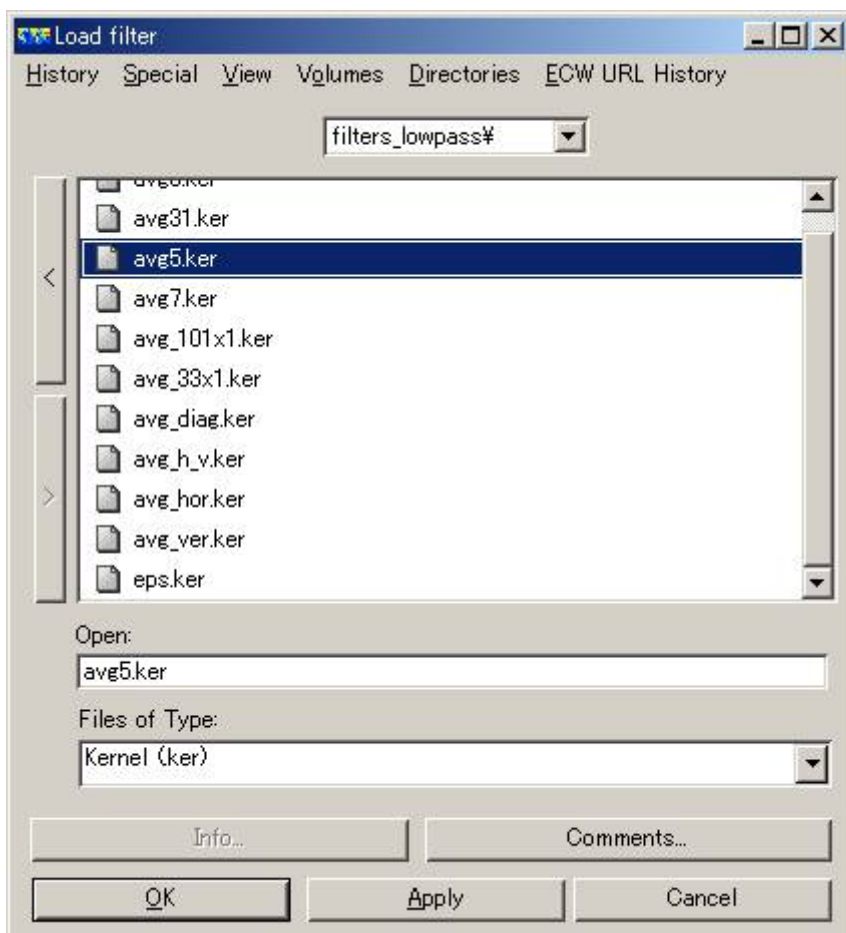 Load filter
History Special View Volumes Directories ECW URL History
filters_lowpass¥
avg31.ker
avg5.ker
avg7.ker
avg_101x1.ker
avg_33x1.ker
avg_diag.ker
avg_h_v.ker
avg_hor.ker
avg_ver.ker
eps.ker
Open:
avg5.ker
Files of Type:
Kernel (ker)
Info... Comments...
OK Apply Cancel